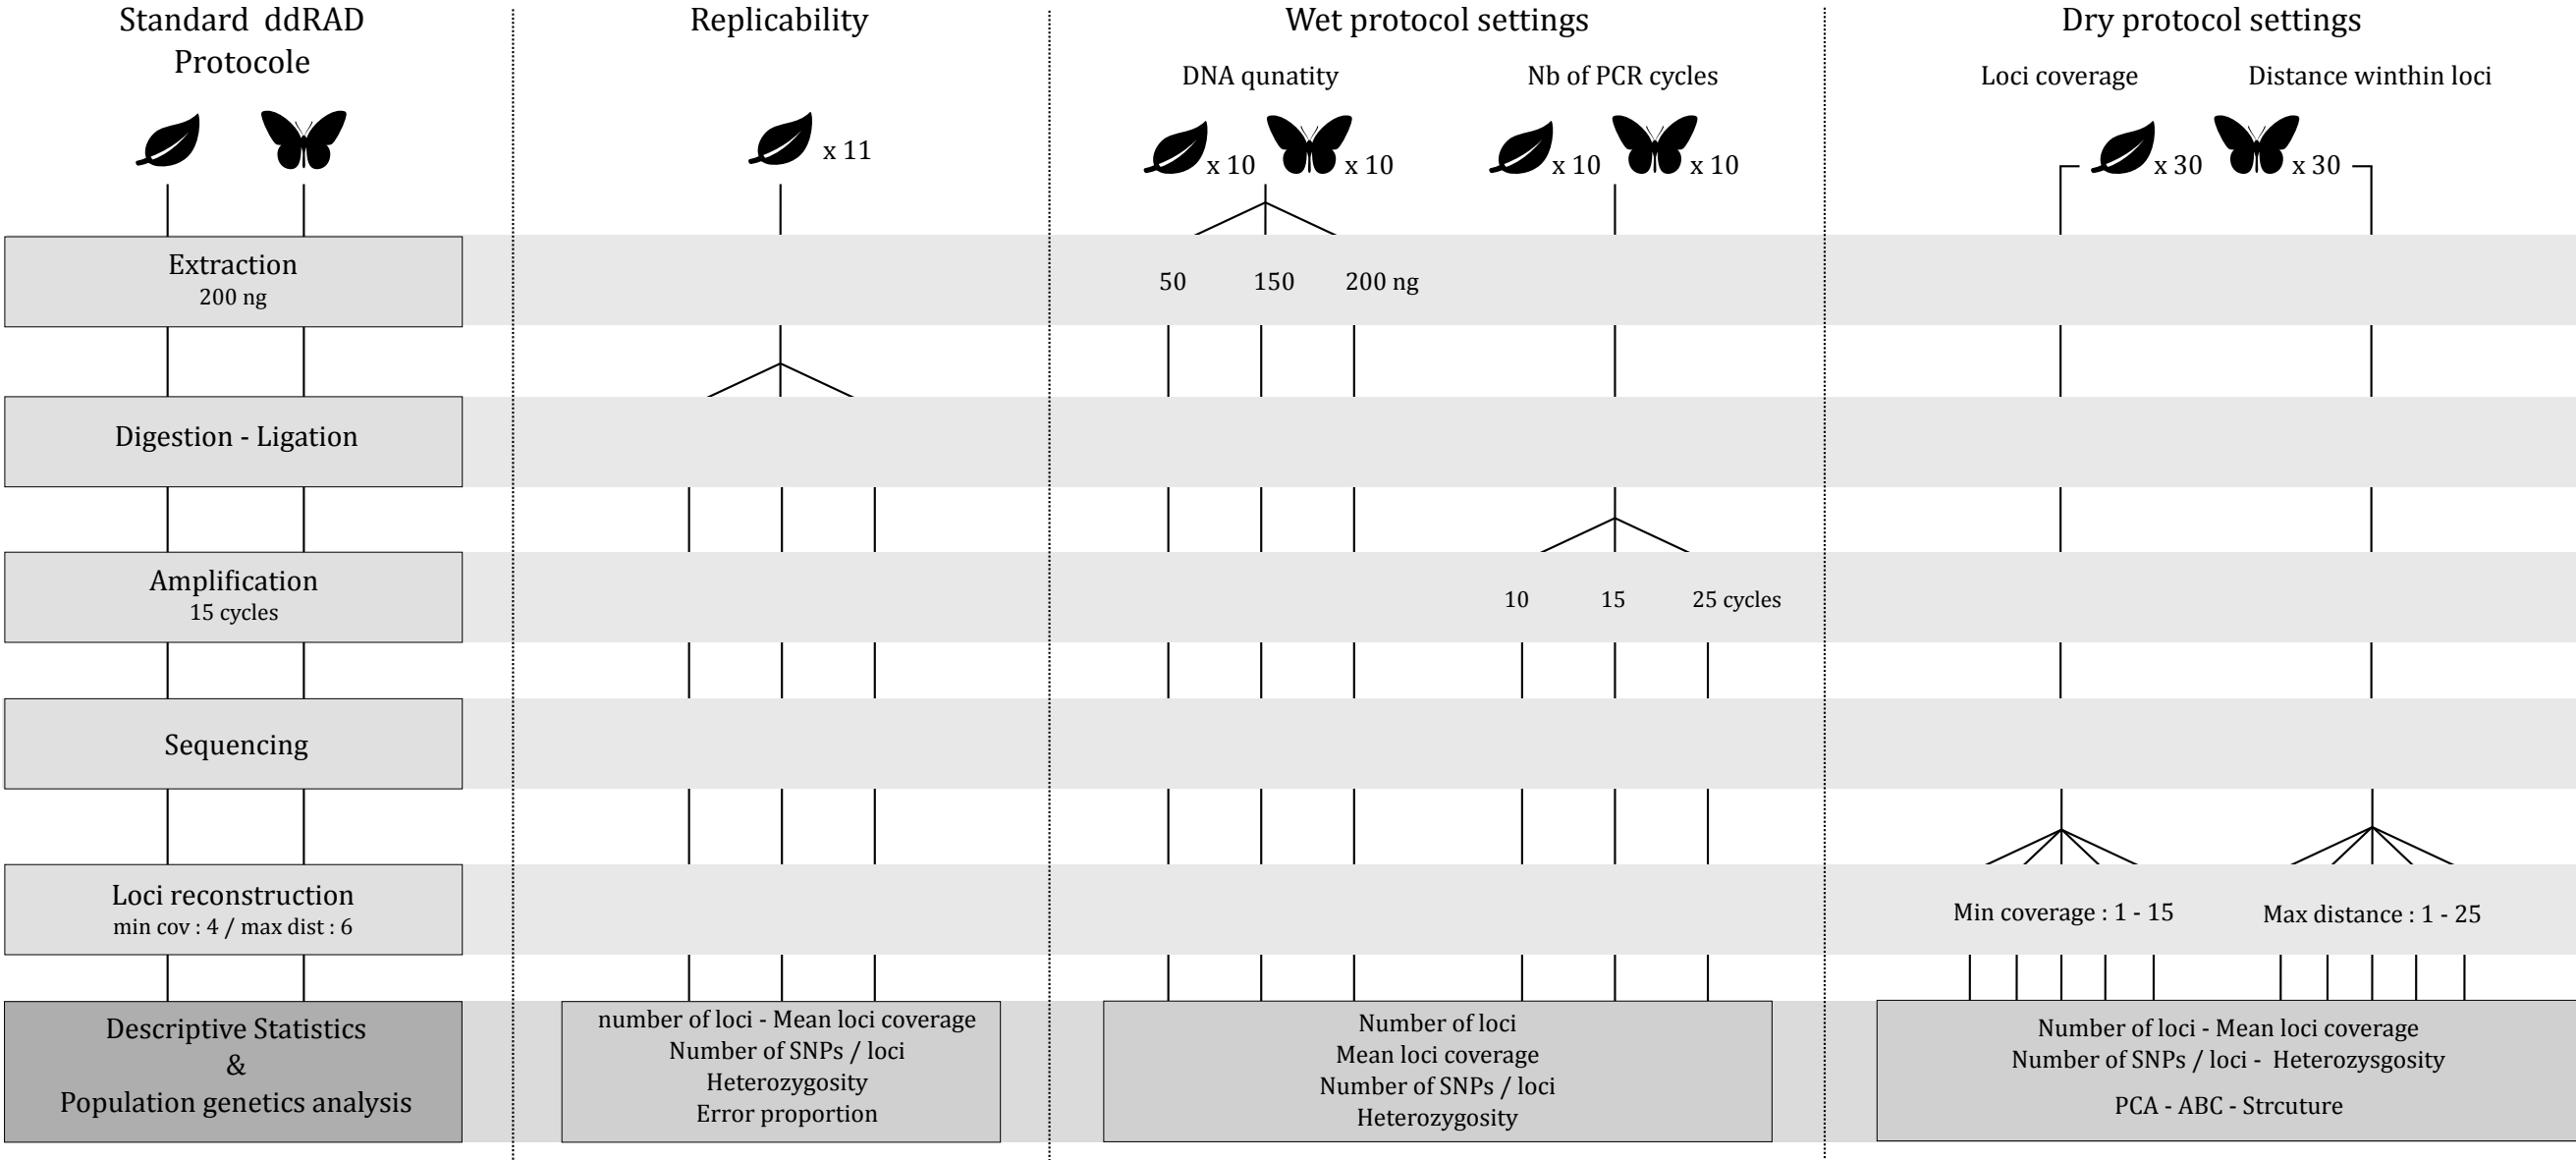 Standard ddRAD
Protocole
Replicability
Wet protocol settings
Dry protocol settings
DNA qunatity
Nb of PCR cycles
Loci coverage
Distance winthin loci
x 11
x 10
x 10
x 10
x 10
x 30
x 30
Extraction
200 ng
50
150
200 ng
Digestion - Ligation
Amplification
15 cycles
10
15
25 cycles
Sequencing
Loci reconstruction
min cov : 4 / max dist : 6
Min coverage : 1 - 15
Max distance : 1 - 25
Descriptive Statistics
&
Population genetics analysis
number of loci - Mean loci coverage
Number of SNPs / loci
Heterozygosity
Error proportion
Number of loci
Mean loci coverage
Number of SNPs / loci
Heterozygosity
Number of loci - Mean loci coverage
Number of SNPs / loci - Heterozysgosity
PCA - ABC - Strcuture